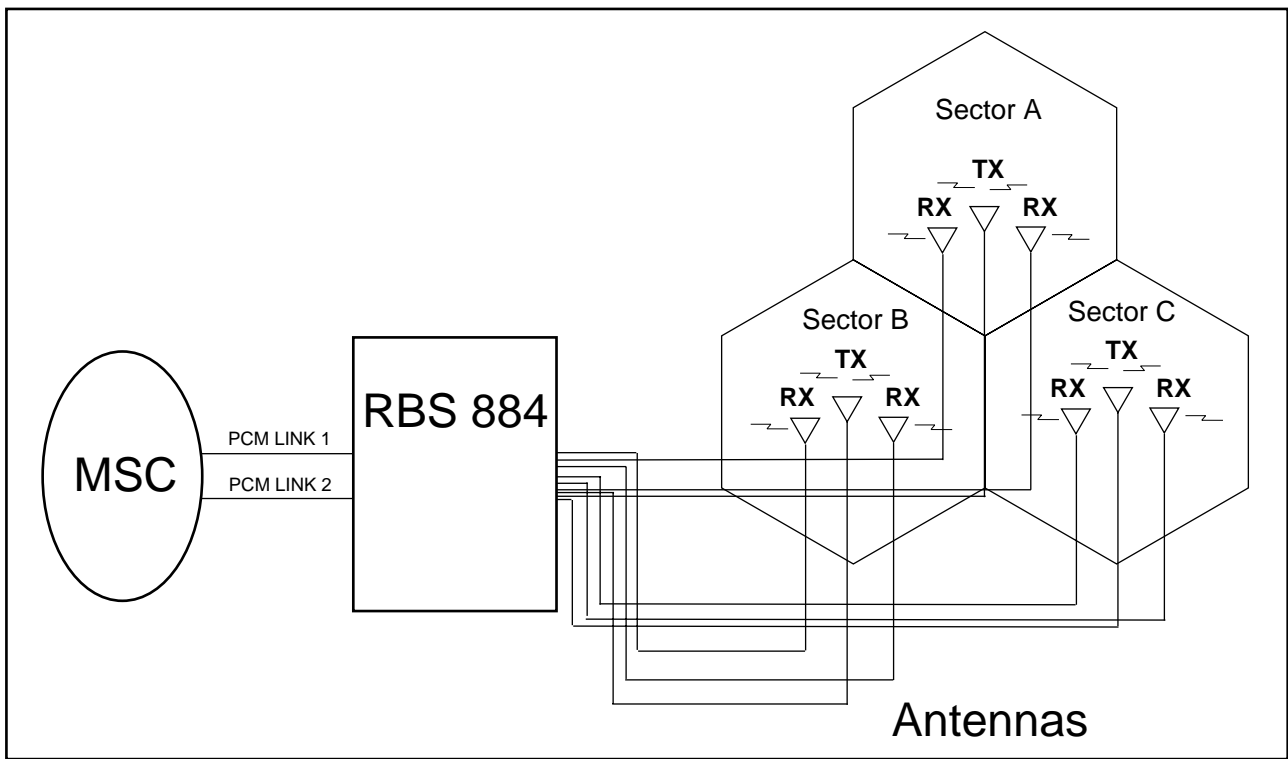 Sector A
TX
RX
RX
Sector B
TX
RX
RX
Sector C
TX
RX
RX
MSC
PCM LINK 1
PCM LINK 2
RBS 884
Antennas